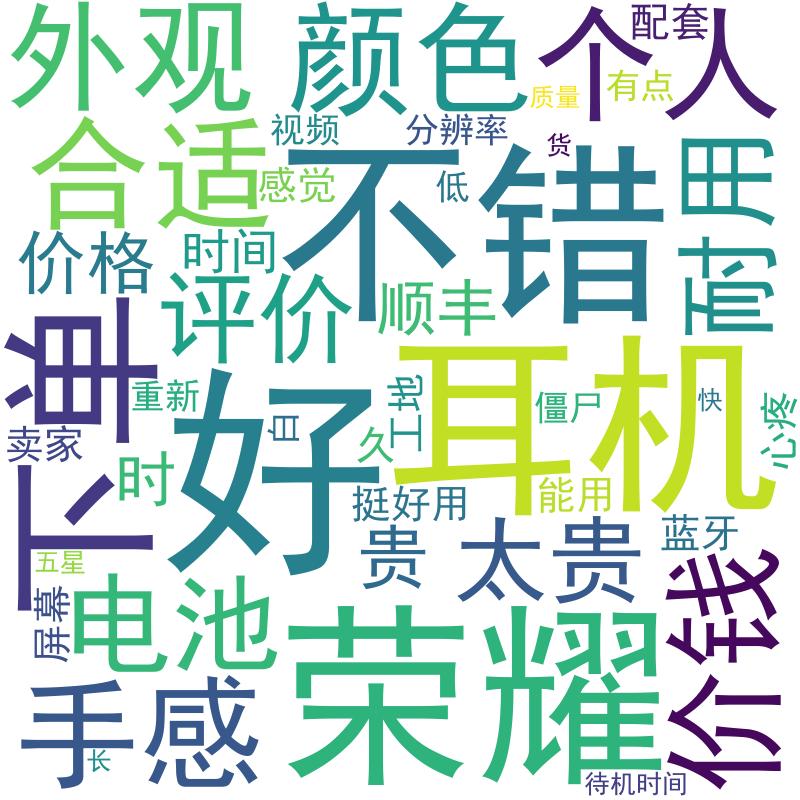 外观
颜色
个人
配套
质量
有点
合适
视频
分辨率
货
感觉
低
不错
耐用
价格
时间
评价
顺丰
下单
耳机
重新
好
白
工地
久
僵尸
快
心疼
卖家
时
挺好用
能用
贵
太贵
蓝牙
五星
屏幕
电池
价钱
荣耀
手感
长
待机时间